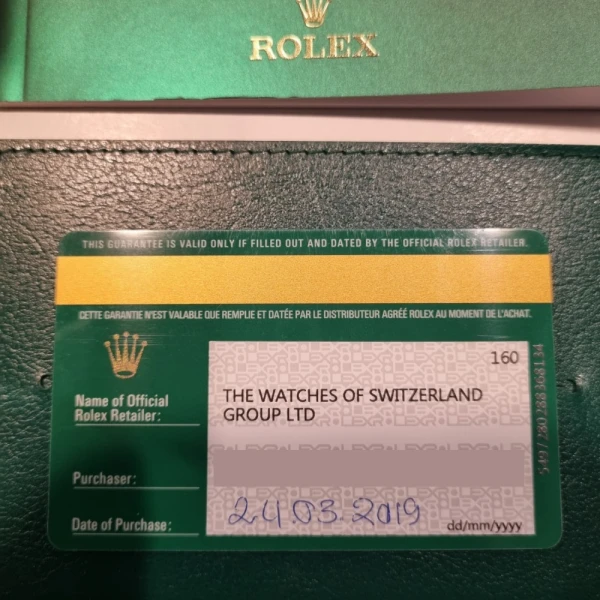 ROLEX
THIS GUARANTEE IS VALID ONLY IF FILLED OUT AND DATED BY THE OFFICIAL ROLEX RETAILER.
CETTE GARANTIE N'EST VALABLE QUE REMPLIE ET DATÉE PAR LE DISTRIBUTEUR AGRÉÉ ROLEX AU MOMENT DE L'ACHAT.
160
Name of Official
Rolex Retailer:
THE WATCHES OF SWITZERLAND
GROUP LTD
Purchaser:
Date of Purchase:
24 03 2019
dd/mm/yyyy
549/280288368134